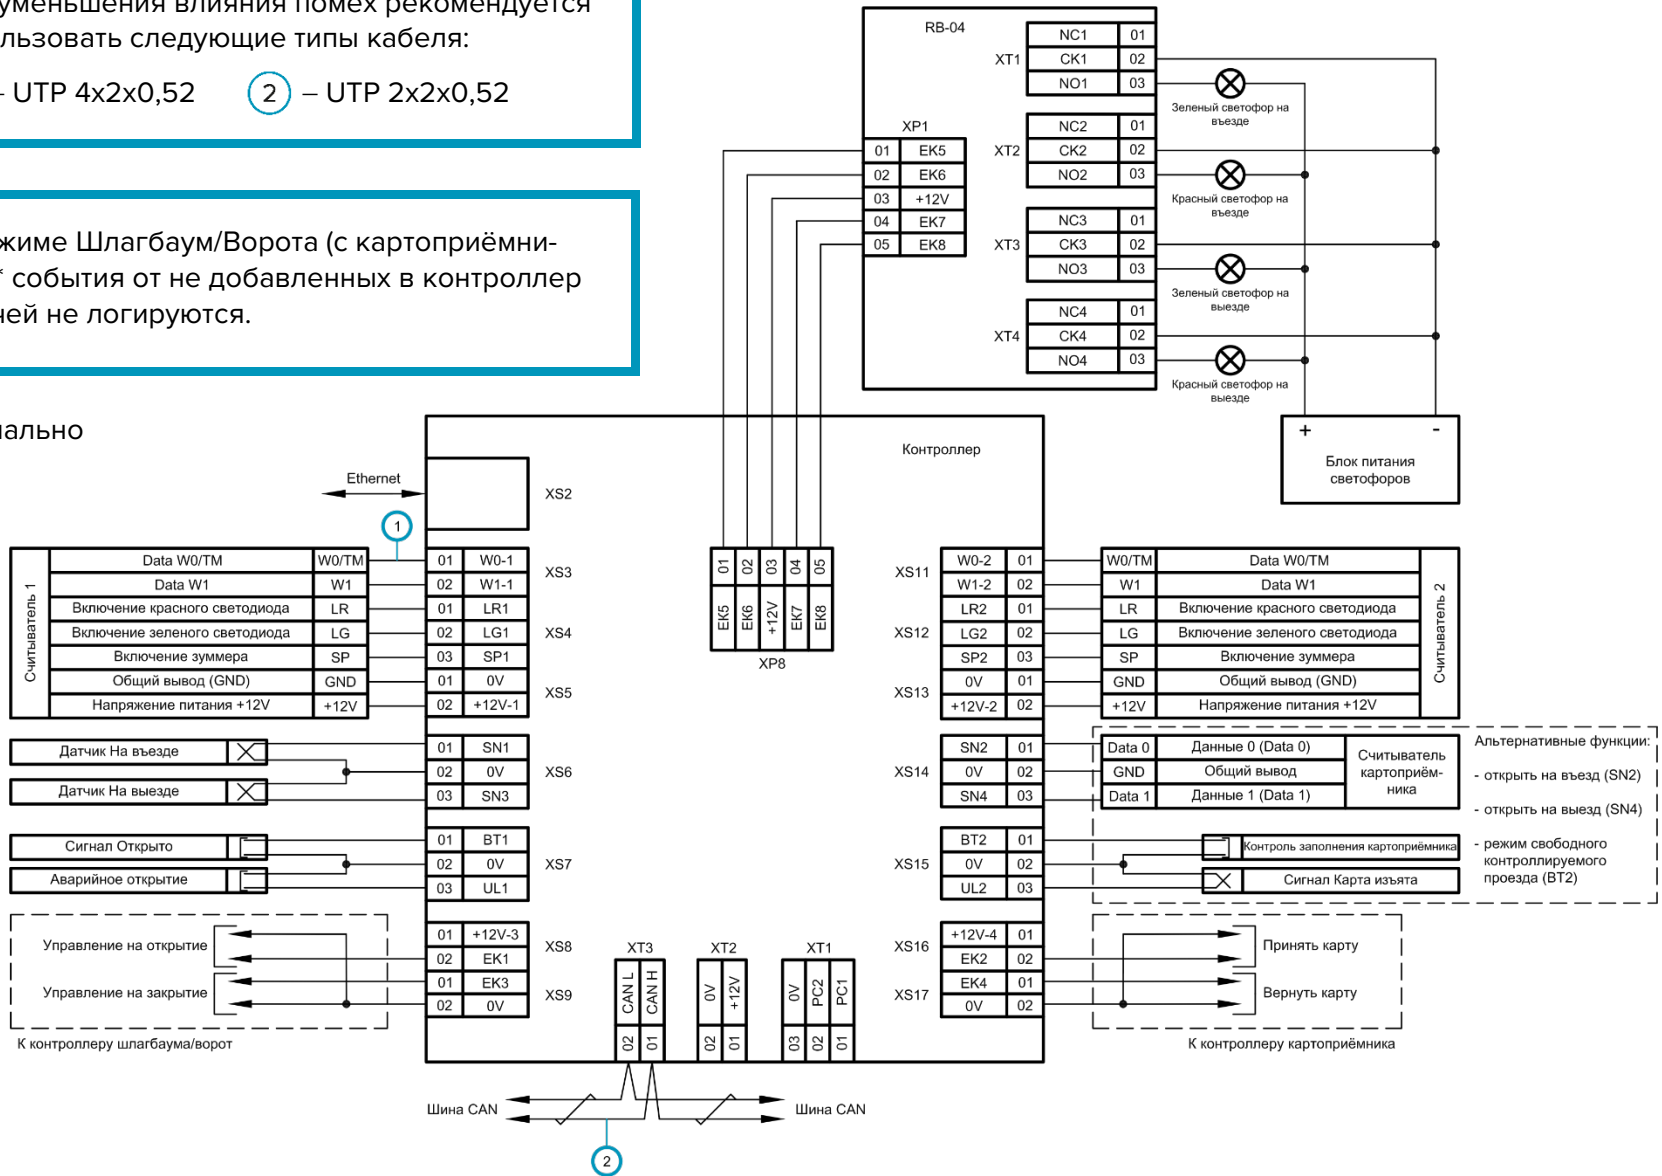 уменьшения влияния помех рекомендуется
льзовать следующие типы кабеля:
– UTP 4x2x0,52 2 – UTP 2x2x0,52
жиме Шлагбаум/Ворота (с картоприёмни-
* события от не добавленных в контроллер
чей не логируются.
нально
RB-04
XT1
NC1 01
CK1 02
NO1 03
Зеленый светофор на
въезде
XT2
NC2 01
CK2 02
NO2 03
Красный светофор на
въезде
XP1
01 EK5
02 EK6
03 +12V
04 EK7
05 EK8
XT3
NC3 01
CK3 02
NO3 03
Зеленый светофор на
выезде
XT4
NC4 01
CK4 02
NO4 03
Красный светофор на
выезде
+ -
Блок питания
светофоров
Контроллер
Ethernet
XS2
1
Считыватель 1
Data W0/TM W0/TM 01 W0-1
Data W1 W1 02 W1-1
XS3
Включение красного светодиода LR 01 LR1
Включение зеленого светодиода LG 02 LG1
Включение зуммера SP 03 SP1
XS4
Общий вывод (GND) GND 01 0V
Напряжение питания +12V +12V 02 +12V-1
XS5
Датчик На въезде
Датчик На выезде
01 SN1
02 0V
03 SN3
XS6
Сигнал Открыто
Аварийное открытие
01 BT1
02 0V
03 UL1
XS7
Управление на открытие
Управление на закрытие
01 +12V-3
02 EK1
XS8
01 EK3
02 0V
XS9
К контроллеру шлагбаума/ворот
01 02 03 04 05
EK5 EK6 +12V EK7 EK8
XP8
XT3
CAN L CAN H
02 01
XT2
0V +12V
02 01
XT1
0V PC2 PC1
03 02 01
Шина CAN
Шина CAN
2
XS11
W0-2 01 W0/TM Data W0/TM
W1-2 02 W1 Data W1
XS12
LR2 01 LR Включение красного светодиода
LG2 02 LG Включение зеленого светодиода
SP2 03 SP Включение зуммера
XS13
0V 01 GND Общий вывод (GND)
+12V-2 02 +12V Напряжение питания +12V
Считыватель 2
XS14
SN2 01 Data 0 Данные 0 (Data 0)
0V 02 GND Общий вывод
SN4 03 Data 1 Данные 1 (Data 1)
Считыватель
картоприём-
ника
Альтернативные функции:
- открыть на въезд (SN2)
- открыть на выезд (SN4)
- режим свободного
контроллируемого
проезда (BT2)
XS15
BT2 01
0V 02
UL2 03
Контроль заполнения картоприёмника
Сигнал Карта изъята
XS16
+12V-4 01
EK2 02
XS17
EK4 01
0V 02
Принять карту
Вернуть карту
К контроллеру картоприёмника